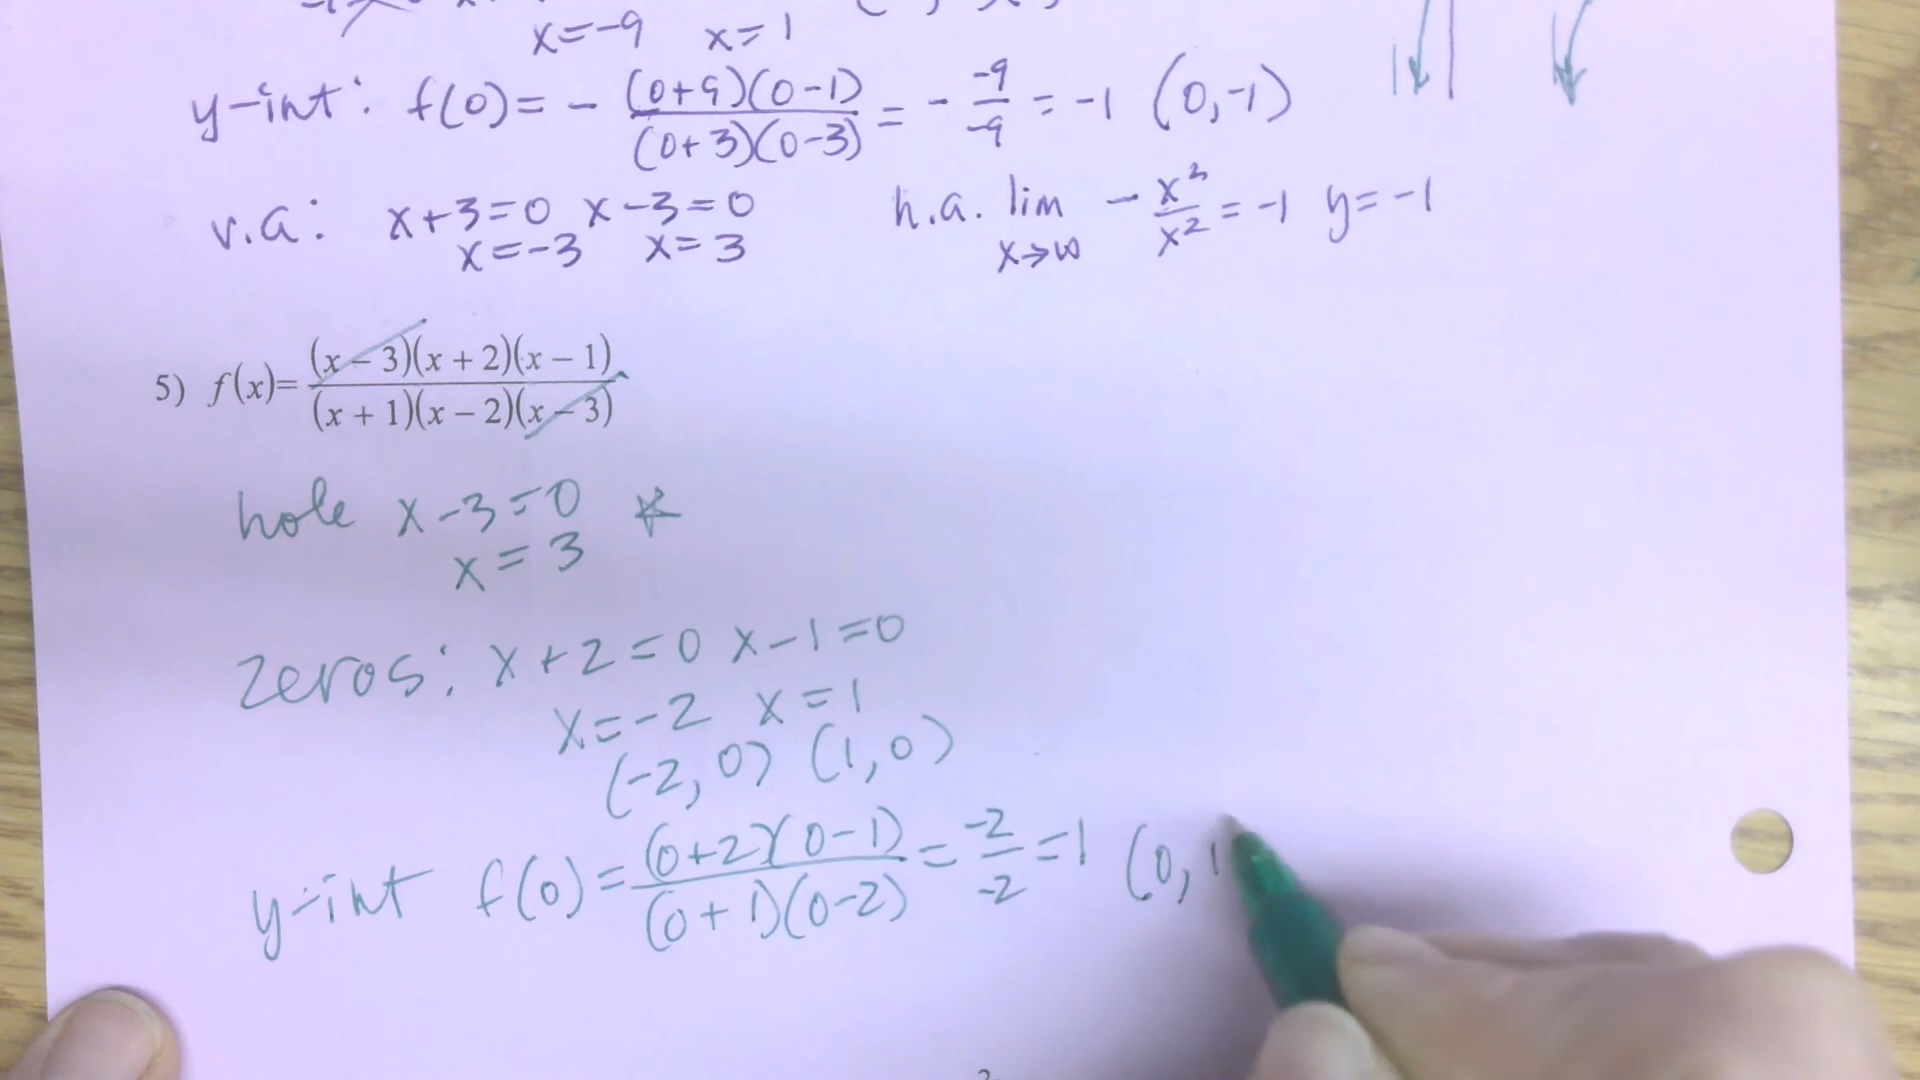 x=-9 x=1
y-int: f(0)= - (0+9)(0-1)/(0+3)(0-3) = - -9/-9 = -1 (0,-1)
v.a: x+3=0 x-3=0
x=-3 x=3
h.a. lim x→∞ - x²/x² = -1 y=-1
5) f(x)= (x – 3)(x + 2)(x – 1)/(x + 1)(x – 2)(x – 3)
hole x-3=0
x=3
zeros: x+2=0 x-1=0
x=-2 x=1
(-2,0) (1,0)
y-int f(0)= (0+2)(0-1)/(0+1)(0-2) = -2/-2 =1 (0,1